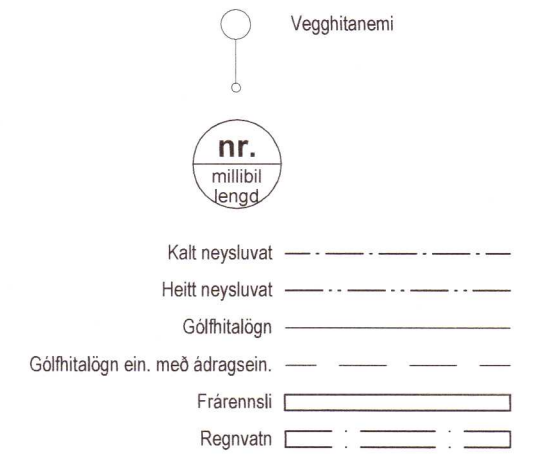 Vegghitanemi
nr.
millibil
lengd
Kalt neysluvat
Heitt neysluvat
Gólfhitalögn
Gólfhitalögn ein. með ádragsein.
Frárennsli
Regnvatn